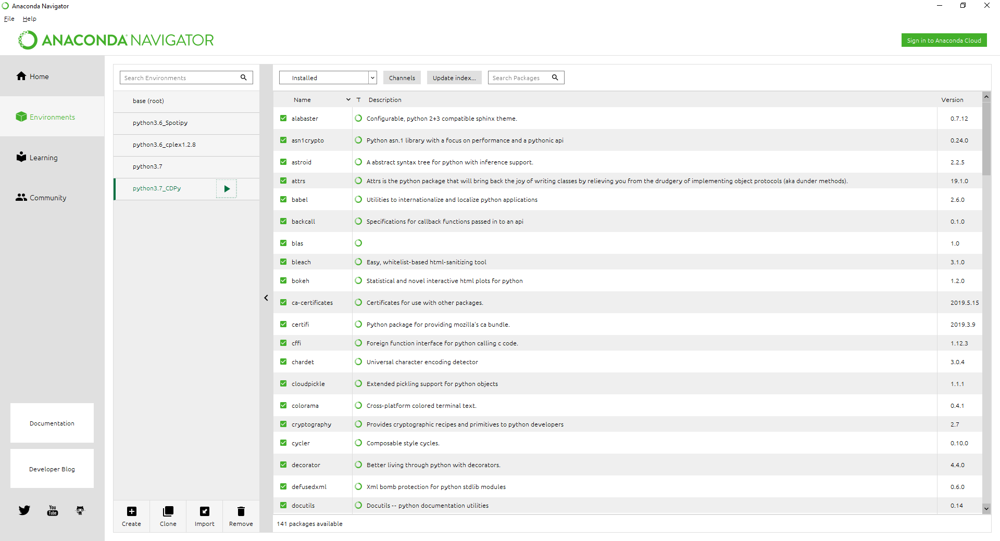 Anaconda Navigator
File Help
ANACONDA NAVIGATOR
Sign in to Anaconda Cloud
Home
Environments
Learning
Community
Documentation
Developer Blog
You Tube
Search Environments
base (root)
python3.6_Spotipy
python3.6_cplex1.2.8
python3.7
python3.7_CDPy
Create Clone Import Remove
Installed Channels Update index... Search Packages
Name T Description Version
alabaster Configurable, python 2+3 compatible sphinx theme. 0.7.12
asn1crypto Python asn.1 library with a focus on performance and a pythonic api 0.24.0
astroid A abstract syntax tree for python with inference support. 2.2.5
attrs Attrs is the python package that will bring back the joy of writing classes by relieving you from the drudgery of implementing object protocols (aka dunder methods). 19.1.0
babel Utilities to internationalize and localize python applications 2.6.0
backcall Specifications for callback functions passed in to an api 0.1.0
blas 1.0
bleach Easy, whitelist-based html-sanitizing tool 3.1.0
bokeh Statistical and novel interactive html plots for python 1.2.0
ca-certificates Certificates for use with other packages. 2019.5.15
certifi Python package for providing mozilla's ca bundle. 2019.3.9
cffi Foreign function interface for python calling c code. 1.12.3
chardet Universal character encoding detector 3.0.4
cloudpickle Extended pickling support for python objects 1.1.1
colorama Cross-platform colored terminal text. 0.4.1
cryptography Provides cryptographic recipes and primitives to python developers 2.7
cycler Composable style cycles. 0.10.0
decorator Better living through python with decorators. 4.4.0
defusedxml Xml bomb protection for python stdlib modules 0.6.0
docutils Docutils -- python documentation utilities 0.14
141 packages available